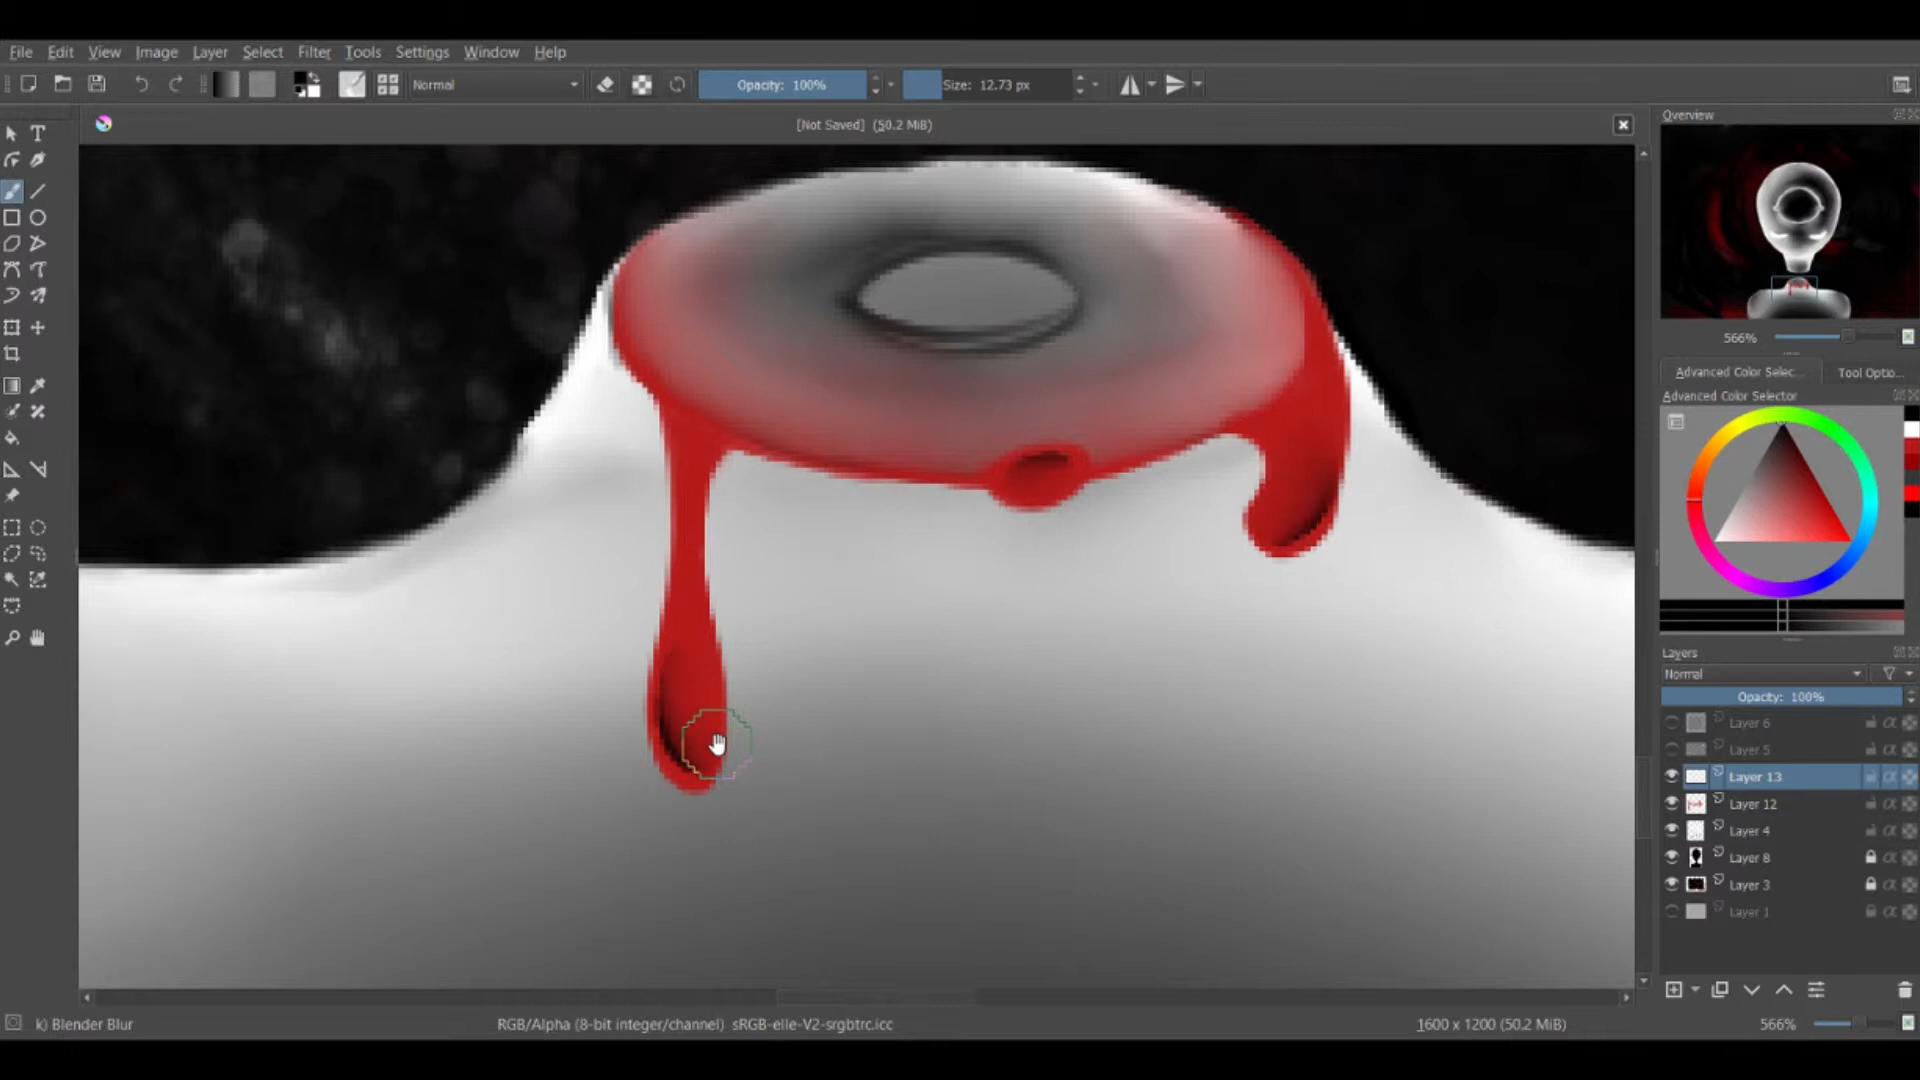 File Edit View Image Layer Select Filter Tools Settings Window Help
Normal Opacity: 100% Size: 12.73 px
[Not Saved] (50.2 MiB)
Overview
566%
Advanced Color Selec... Tool Optio...
Advanced Color Selector
Layers
Normal
Opacity: 100%
Layer 6
Layer 5
Layer 13
Layer 12
Layer 4
Layer 8
Layer 3
Layer 1
k) Blender Blur RGB/Alpha (8-bit integer/channel) sRGB-elle-V2-srgbtrc.icc 1600 x 1200 (50.2 MiB) 566%